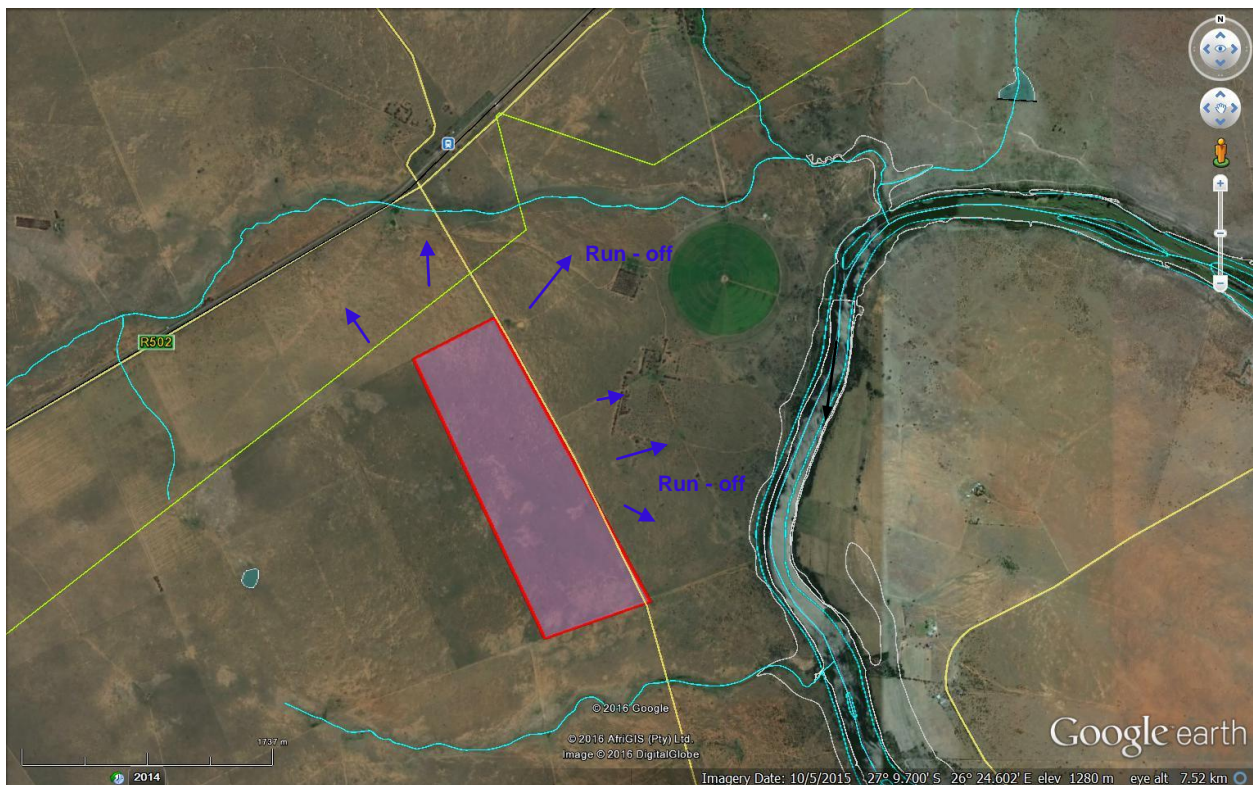 N
Run - off
R502
Run - off
© 2016 Google
© 2016 AfriGIS (Pty) Ltd.
Image © 2016 DigitalGlobe
Google earth
1737 m
2014
Imagery Date: 10/5/2015 27° 9.700' S 26° 24.602' E elev 1280 m eye alt 7.52 km